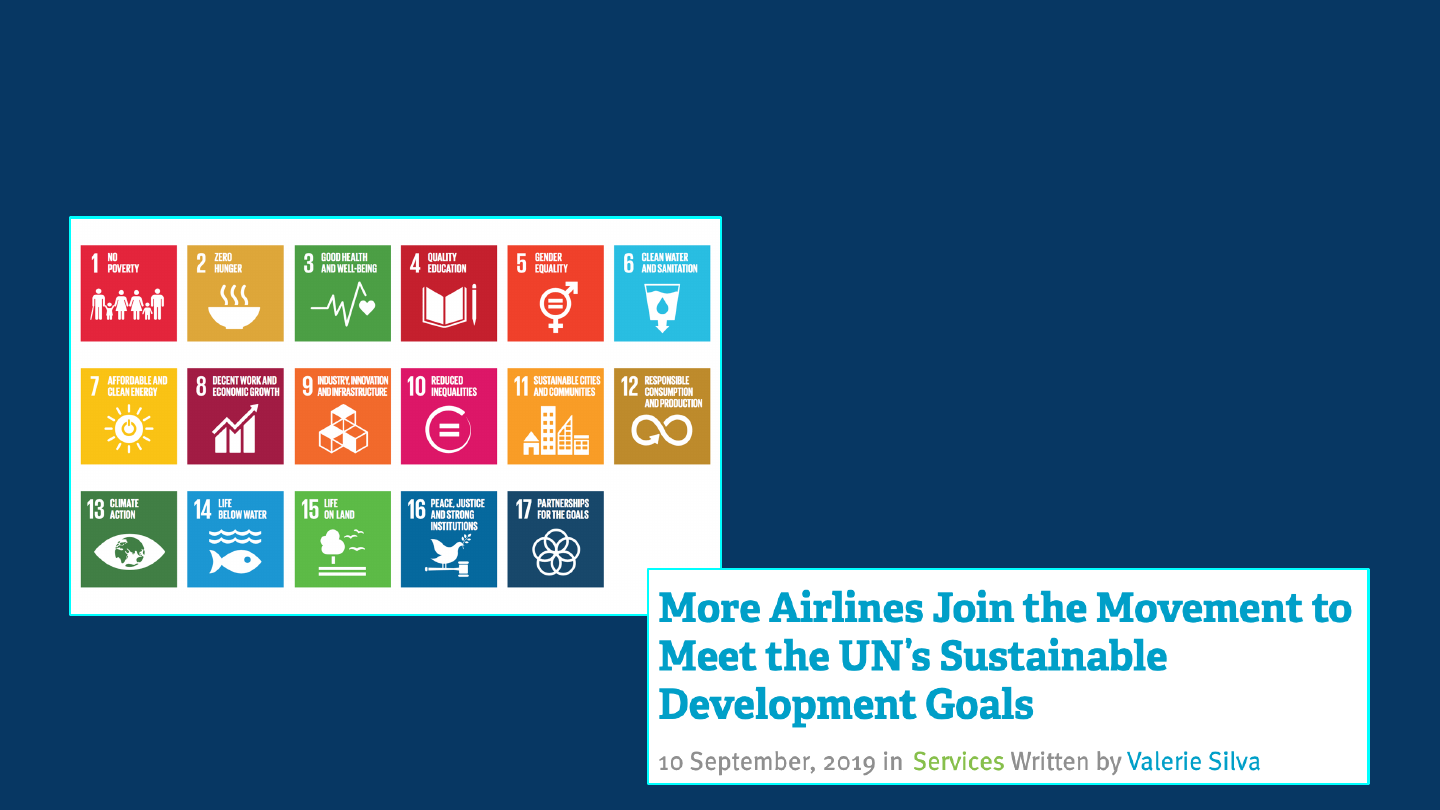 1 NO
POVERTY
2 ZERO
HUNGER
3 GOOD HEALTH
AND WELL-BEING
4 QUALITY
EDUCATION
5 GENDER
EQUALITY
6 CLEAN WATER
AND SANITATION
7 AFFORDABLE AND
CLEAN ENERGY
8 DECENT WORK AND
ECONOMIC GROWTH
9 INDUSTRY, INNOVATION
AND INFRASTRUCTURE
10 REDUCED
INEQUALITIES
11 SUSTAINABLE CITIES
AND COMMUNITIES
12 RESPONSIBLE
CONSUMPTION
AND PRODUCTION
13 CLIMATE
ACTION
14 LIFE
BELOW WATER
15 LIFE
ON LAND
16 PEACE, JUSTICE
AND STRONG
INSTITUTIONS
17 PARTNERSHIPS
FOR THE GOALS
More Airlines Join the Movement to
Meet the UN's Sustainable
Development Goals
10 September, 2019 in Services Written by Valerie Silva